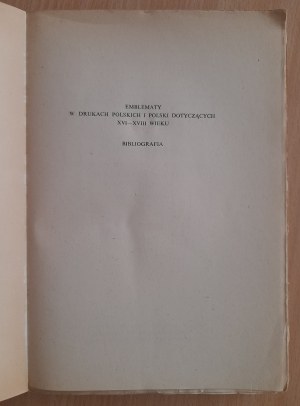 EMBLEMATY
W DRUKACH POLSKICH I POLSKI DOTYCZĄCYCH
XVI–XVIII WIEKU
BIBLIOGRAFIA